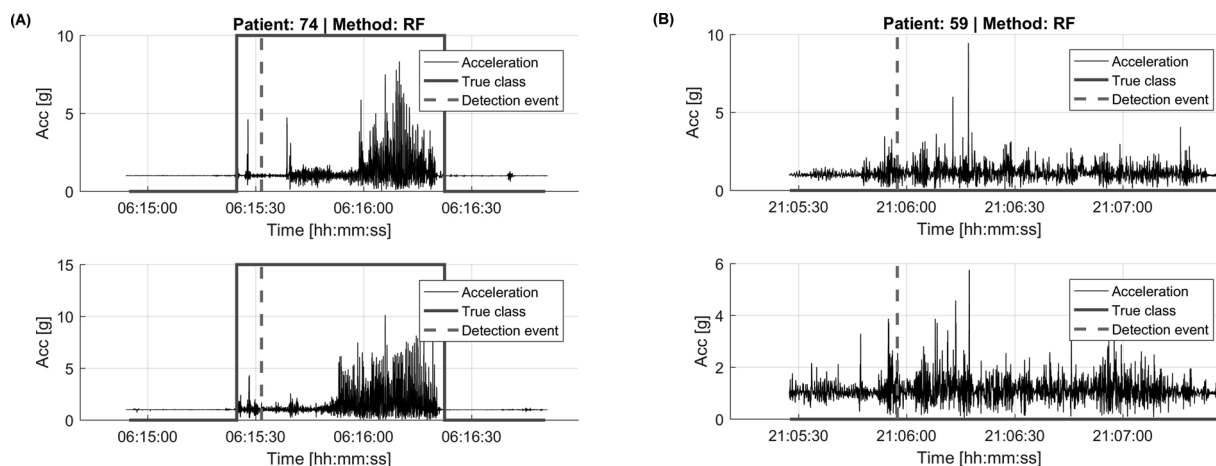 (A)
Patient: 74 | Method: RF
10
5
0
Acc [g]
Acceleration
True class
Detection event
06:15:00 06:15:30 06:16:00 06:16:30
Time [hh:mm:ss]
15
10
5
0
Acc [g]
Acceleration
True class
Detection event
06:15:00 06:15:30 06:16:00 06:16:30
Time [hh:mm:ss]
(B)
Patient: 59 | Method: RF
10
5
0
Acc [g]
Acceleration
True class
Detection event
21:05:30 21:06:00 21:06:30 21:07:00
Time [hh:mm:ss]
6
4
2
0
Acc [g]
Acceleration
True class
Detection event
21:05:30 21:06:00 21:06:30 21:07:00
Time [hh:mm:ss]